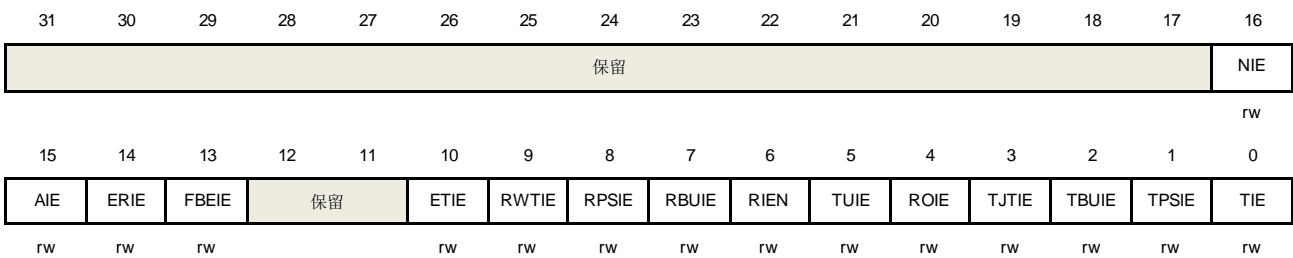 31 30 29 28 27 26 25 24 23 22 21 20 19 18 17 16
保留 NIE
rw
15 14 13 12 11 10 9 8 7 6 5 4 3 2 1 0
AIE ERIE FBEIE 保留 ETIE RWTIE RPSIE RBUIE RIEN TUIE ROIE TJTIE TBUIE TPSIE TIE
rw rw rw rw rw rw rw rw rw rw rw rw rw rw